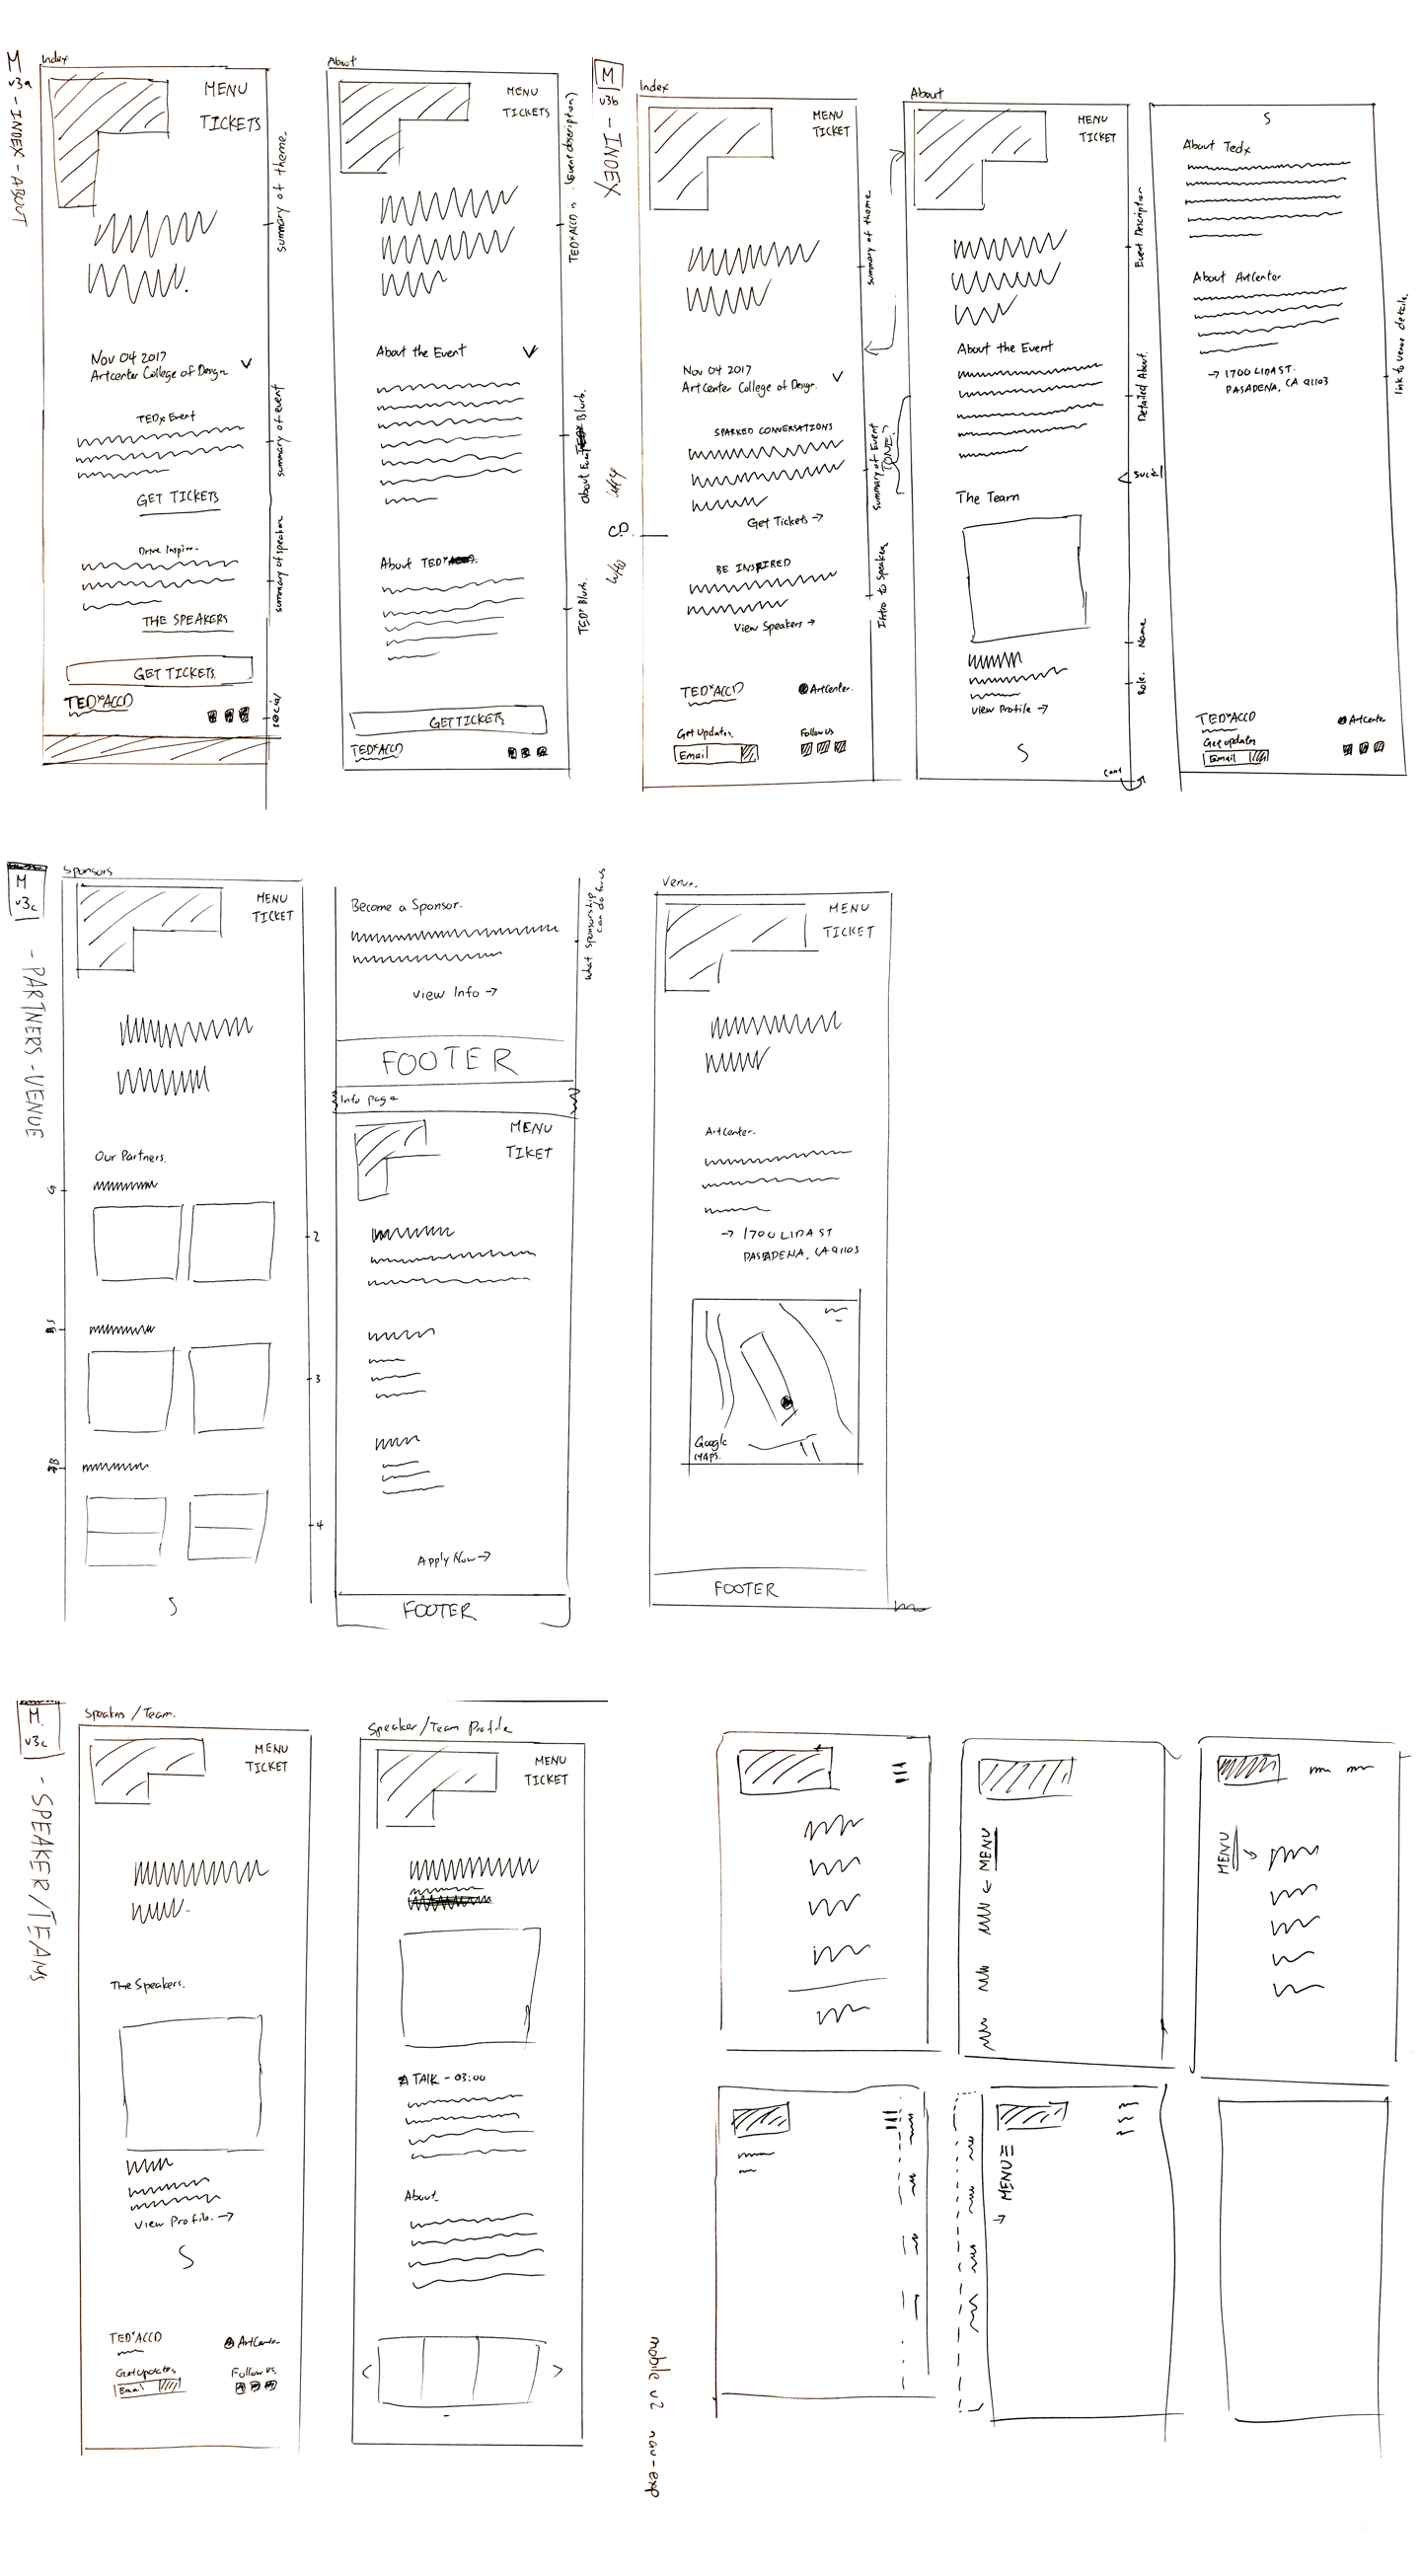 M
v3a - INDEX - ABOUT
Index
MENU
TICKETS
summary of theme.
Nov 04 2017
Artcenter College of Design
TEDx Event
summary of event
GET TICKETS
Drive Inspire.
summary of speaker
THE SPEAKERS
GET TICKETS
TEDxACCD
social
About
MENU
TICKETS
TEDxACCD is. (event description)
About the Event
About Event Blurb.
About TEDx
TEDx Blurb.
GET TICKETS
TEDxACCD
M
v3b - INDEX
Index
MENU
TICKET
summary of theme
Nov 04 2017
ArtCenter College of Design.
SPARKED CONVERSATIONS
Summary of Event
TONE?
Get Tickets →
BE INSPIRED
Intro to Speaker
View Speakers →
TEDxACCD
ArtCenter.
Get Updates.
Follow Us
Email
About
MENU
TICKET
Event Description
About the Event
Detailed About.
social
The Team
Name
Role.
View Profile →
S
cont
S
About Tedx
About ArtCenter
→ 1700 LIDA ST.
PASADENA, CA 91103
link to venue details.
TEDxACCD
ArtCenter
Get updates
Email
M
v3c
- PARTNERS - VENUE
Sponsors
MENU
TICKET
Our Partners.
2
3
4
S
Become a Sponsor.
what sponsorship
can do for us
View Info →
FOOTER
Info page
MENU
TIKET
Apply Now →
FOOTER
Venue.
MENU
TICKET
ArtCenter.
→ 1700 LIDA ST
PASADENA, CA 91103
Google
MAPS.
FOOTER
M.
v3c
- SPEAKER/TEAM
Speakers / Team.
MENU
TICKET
The Speakers.
View Profile. →
S
TEDxACCD
ArtCenter
Get updates
Follow us
Email
Speaker/Team Profile
MENU
TICKET
TALK - 03:00
About.
< >
← MENU
MENU
→ MENU
mobile v2 nav-exp